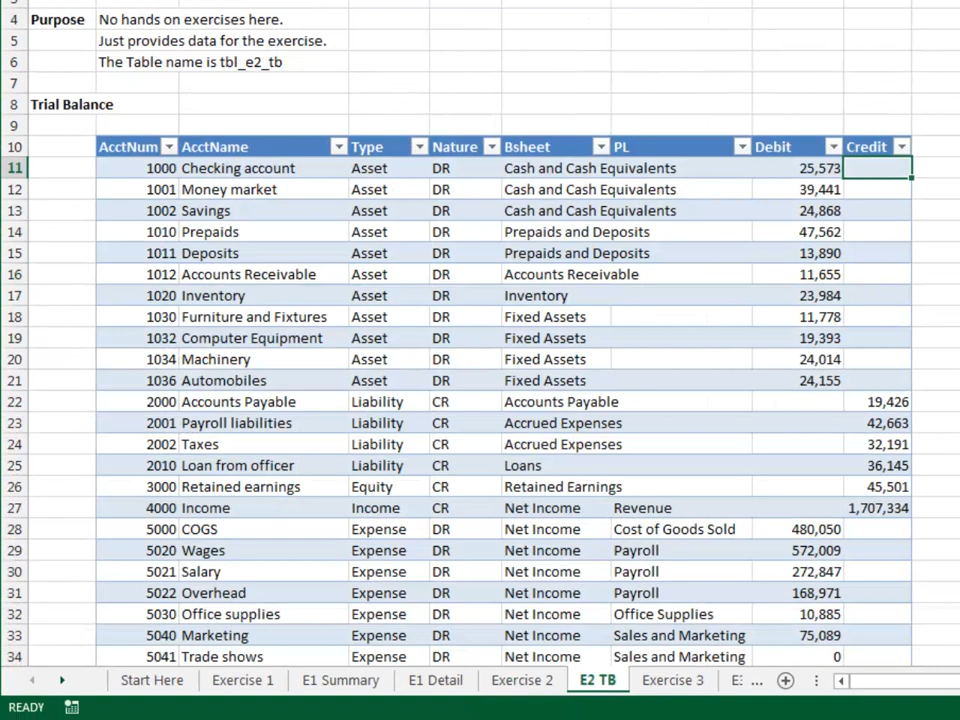 4 Purpose No hands on exercises here.
5 Just provides data for the exercise.
6 The Table name is tbl_e2_tb
7
8 Trial Balance
9
10 AcctNum AcctName Type Nature Bsheet PL Debit Credit
11 1000 Checking account Asset DR Cash and Cash Equivalents 25,573
12 1001 Money market Asset DR Cash and Cash Equivalents 39,441
13 1002 Savings Asset DR Cash and Cash Equivalents 24,868
14 1010 Prepaids Asset DR Prepaids and Deposits 47,562
15 1011 Deposits Asset DR Prepaids and Deposits 13,890
16 1012 Accounts Receivable Asset DR Accounts Receivable 11,655
17 1020 Inventory Asset DR Inventory 23,984
18 1030 Furniture and Fixtures Asset DR Fixed Assets 11,778
19 1032 Computer Equipment Asset DR Fixed Assets 19,393
20 1034 Machinery Asset DR Fixed Assets 24,014
21 1036 Automobiles Asset DR Fixed Assets 24,155
22 2000 Accounts Payable Liability CR Accounts Payable 19,426
23 2001 Payroll liabilities Liability CR Accrued Expenses 42,663
24 2002 Taxes Liability CR Accrued Expenses 32,191
25 2010 Loan from officer Liability CR Loans 36,145
26 3000 Retained earnings Equity CR Retained Earnings 45,501
27 4000 Income Income CR Net Income Revenue 1,707,334
28 5000 COGS Expense DR Net Income Cost of Goods Sold 480,050
29 5020 Wages Expense DR Net Income Payroll 572,009
30 5021 Salary Expense DR Net Income Payroll 272,847
31 5022 Overhead Expense DR Net Income Payroll 168,971
32 5030 Office supplies Expense DR Net Income Office Supplies 10,885
33 5040 Marketing Expense DR Net Income Sales and Marketing 75,089
34 5041 Trade shows Expense DR Net Income Sales and Marketing 0
Start Here Exercise 1 E1 Summary E1 Detail Exercise 2 E2 TB Exercise 3 E: ...
READY